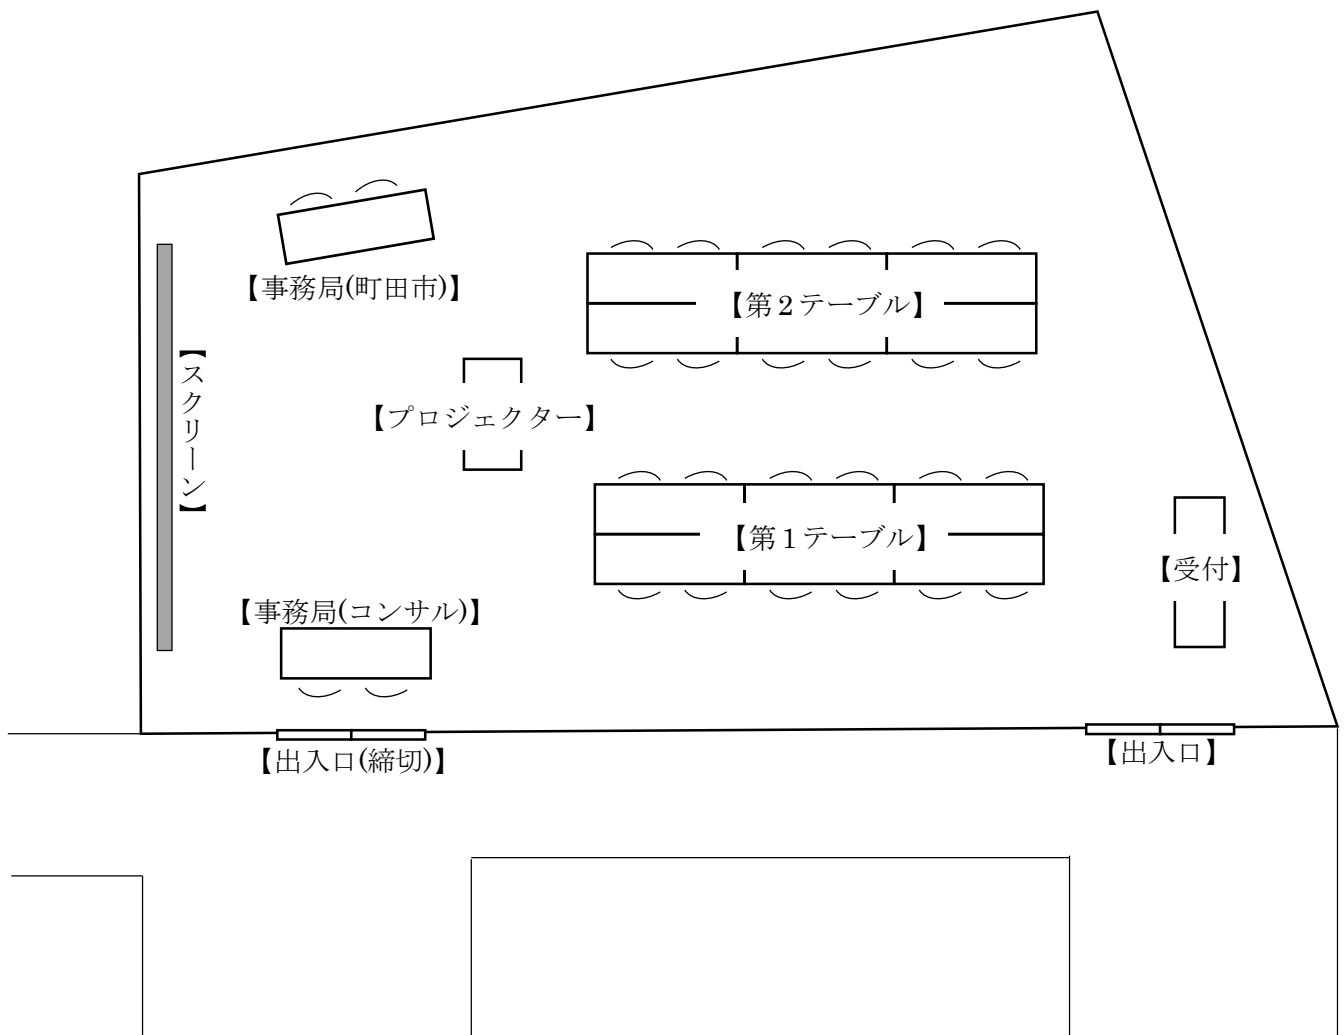 【事務局(町田市)】
【第２テーブル】
【スクリーン】
【プロジェクター】
【第１テーブル】
【受付】
【事務局(コンサル)】
【出入口(締切)】
【出入口】